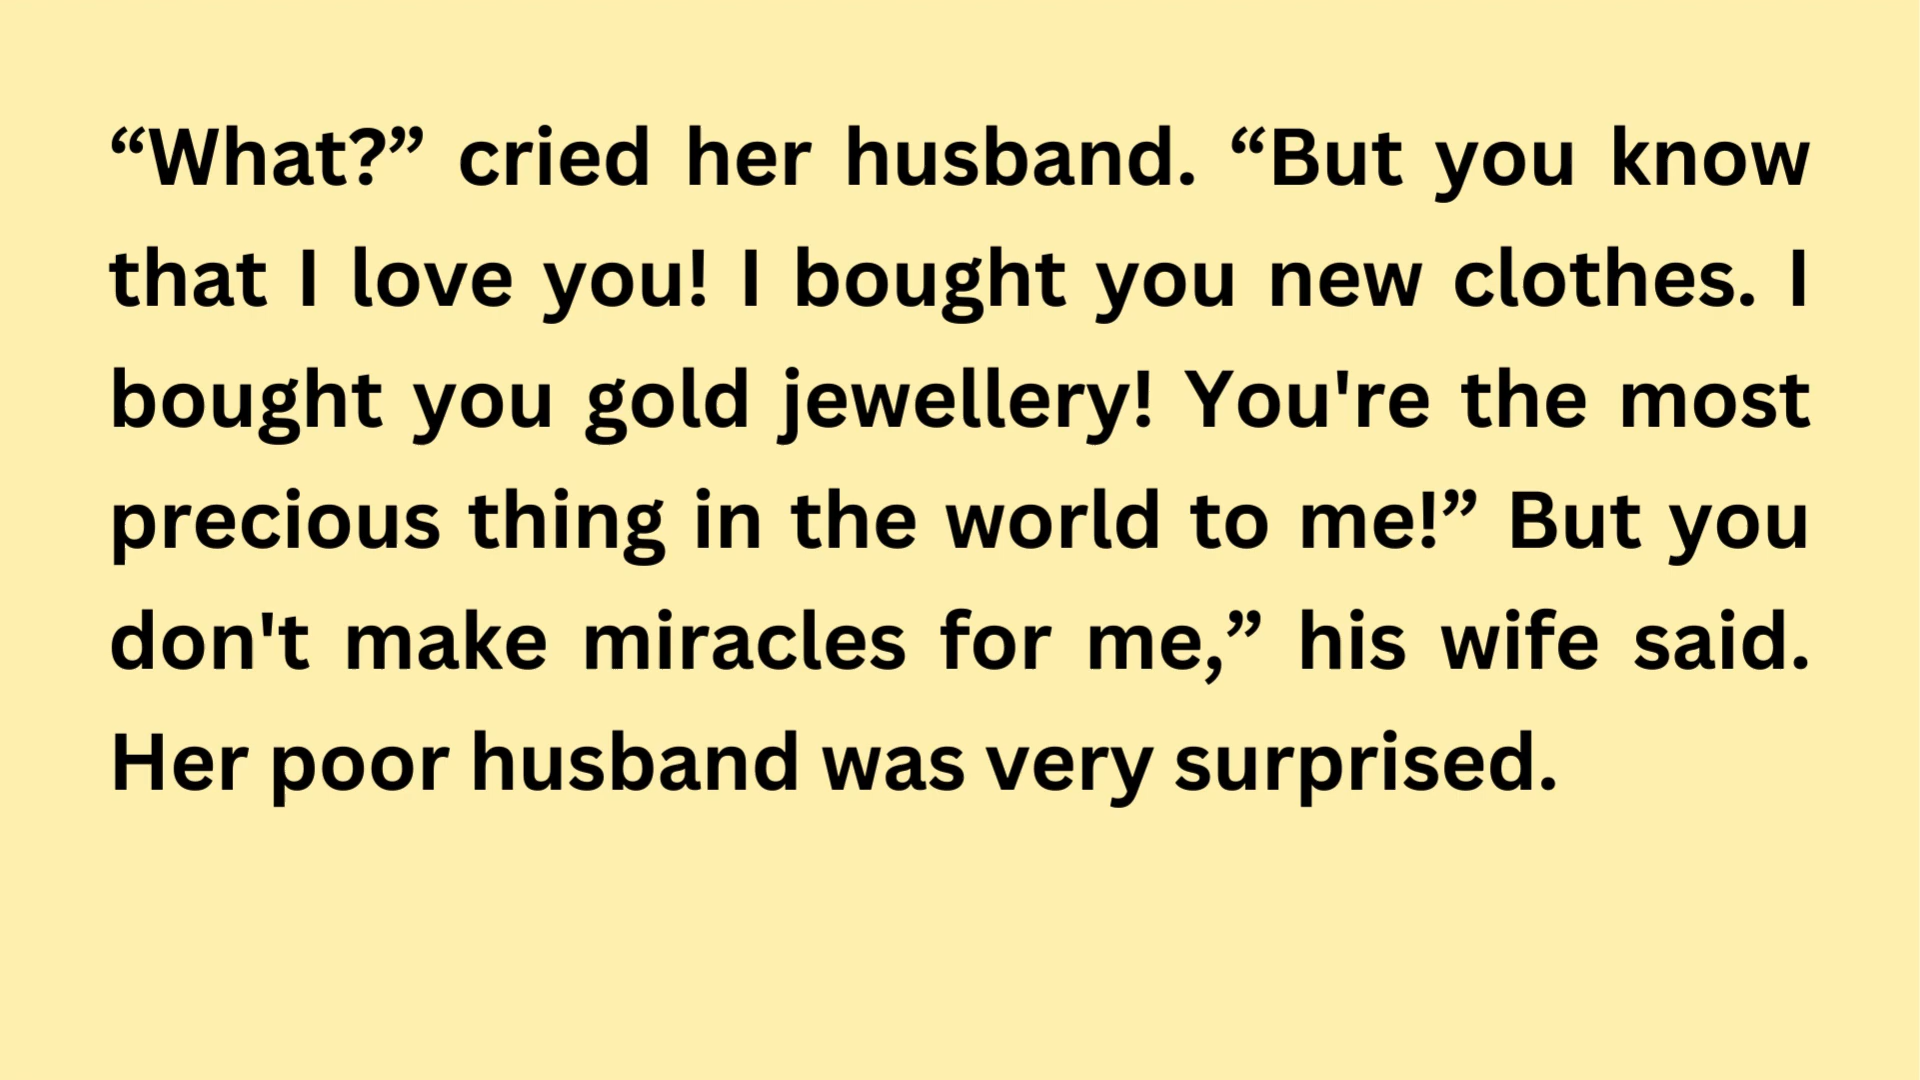 “What?” cried her husband. “But you know
that I love you! I bought you new clothes. I
bought you gold jewellery! You're the most
precious thing in the world to me!” But you
don't make miracles for me,” his wife said.
Her poor husband was very surprised.